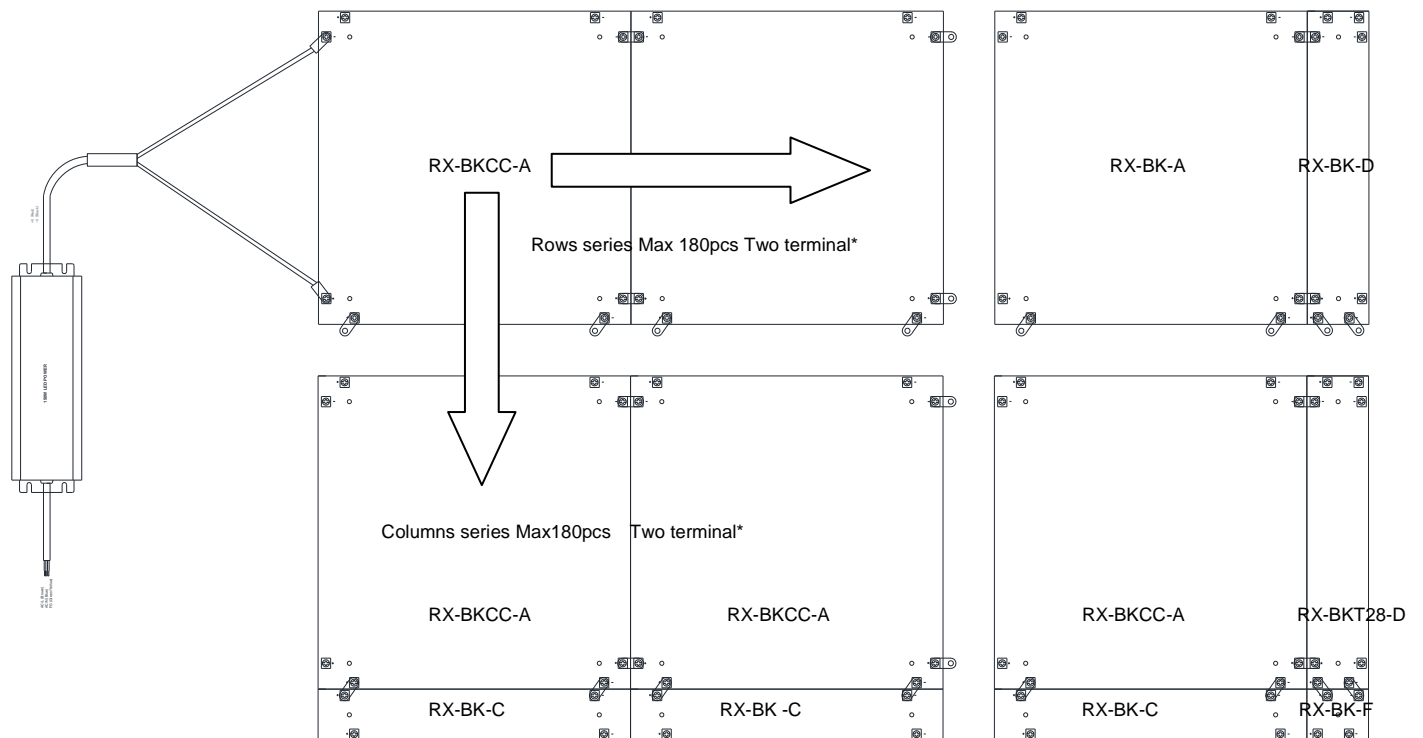 RX-BKCC-A
RX-BK-A
RX-BK-D
Rows series Max 180pcs Two terminal*
Columns series Max180pcs Two terminal*
RX-BKCC-A
RX-BKCC-A
RX-BKCC-A
RX-BKT28-D
RX-BK-C
RX-BK -C
RX-BK-C
RX-BK-F